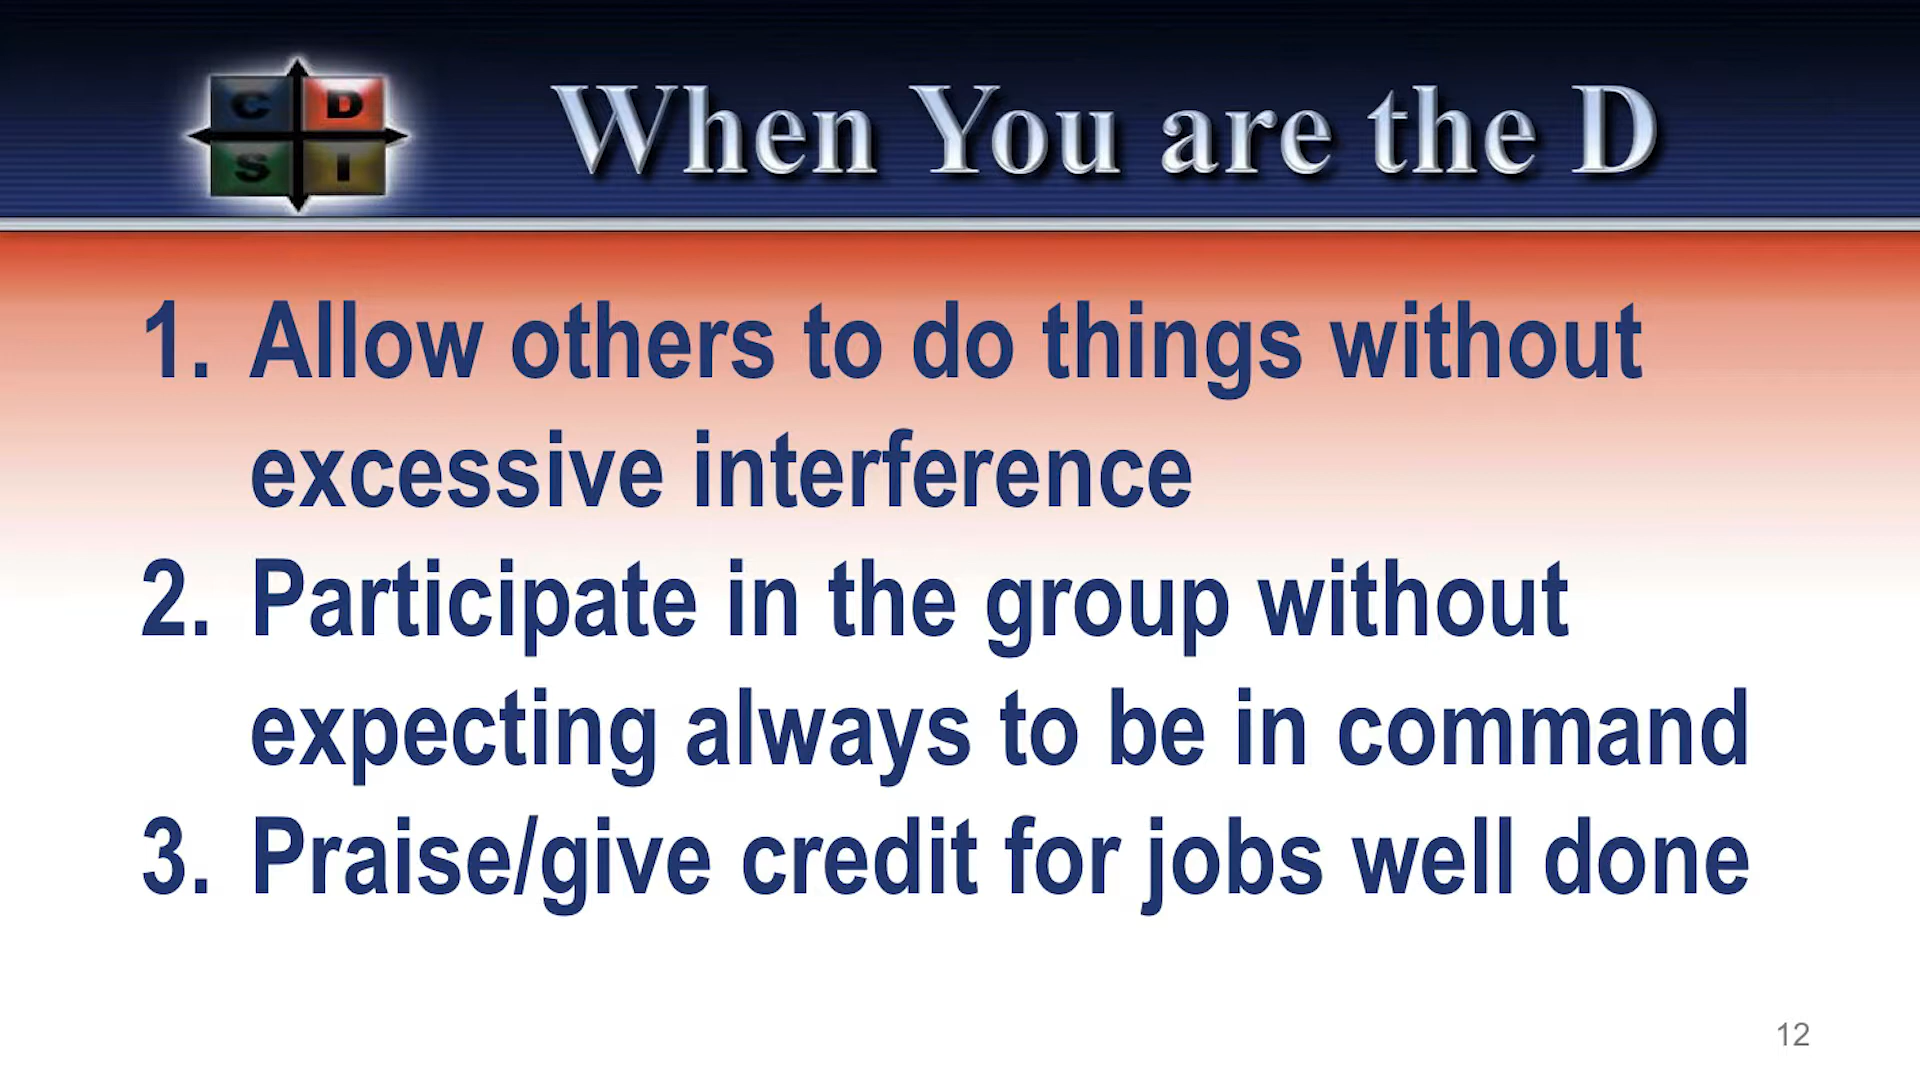 C D
S I
When You are the D
1. Allow others to do things without
excessive interference
2. Participate in the group without
expecting always to be in command
3. Praise/give credit for jobs well done
12